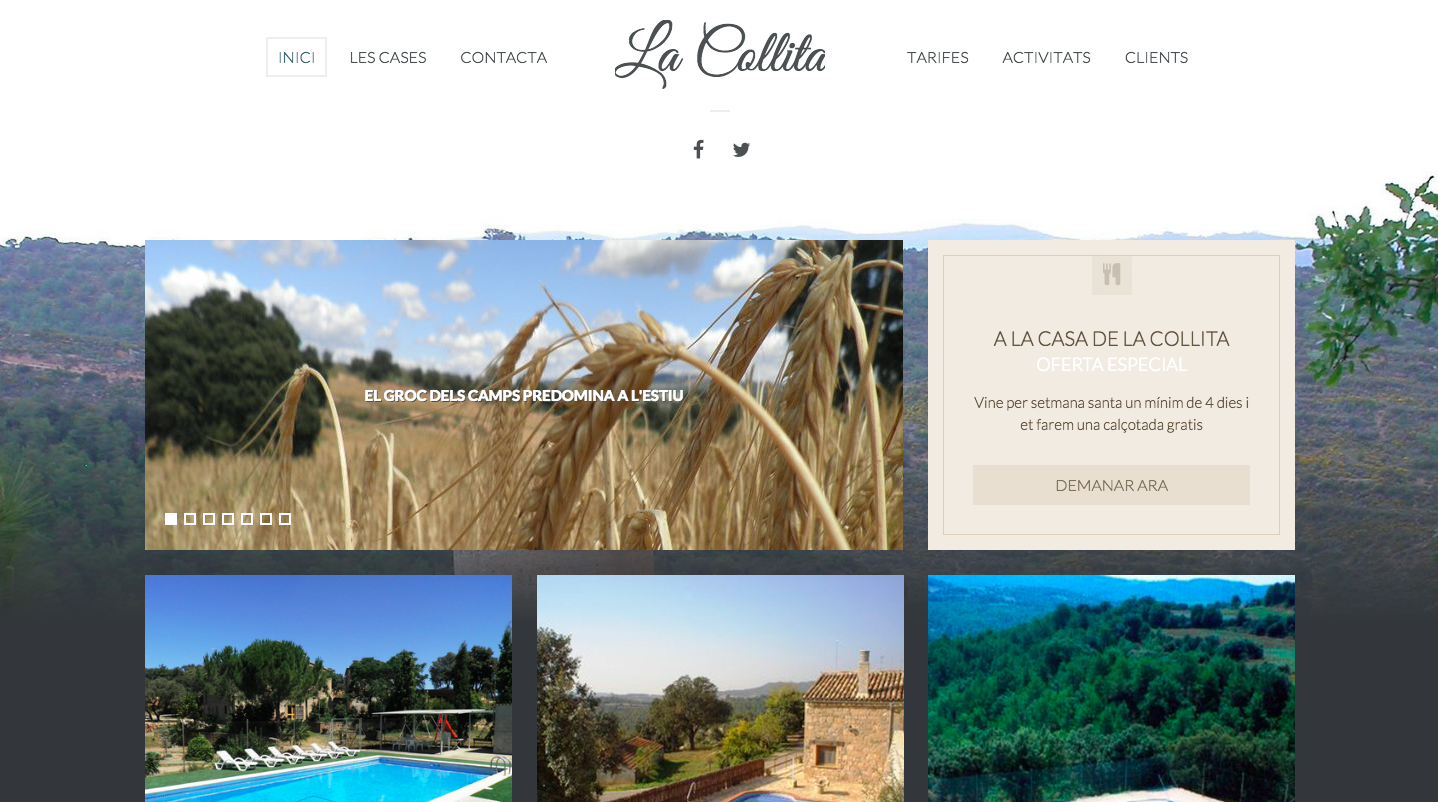 INICI
LES CASES
CONTACTA
La Collita
TARIFES
ACTIVITATS
CLIENTS
EL GROC DELS CAMPS PREDOMINA A L'ESTIU
A LA CASA DE LA COLLITA
OFERTA ESPECIAL
Vine per setmana santa un mínim de 4 dies i
et farem una calçotada gratis
DEMANAR ARA